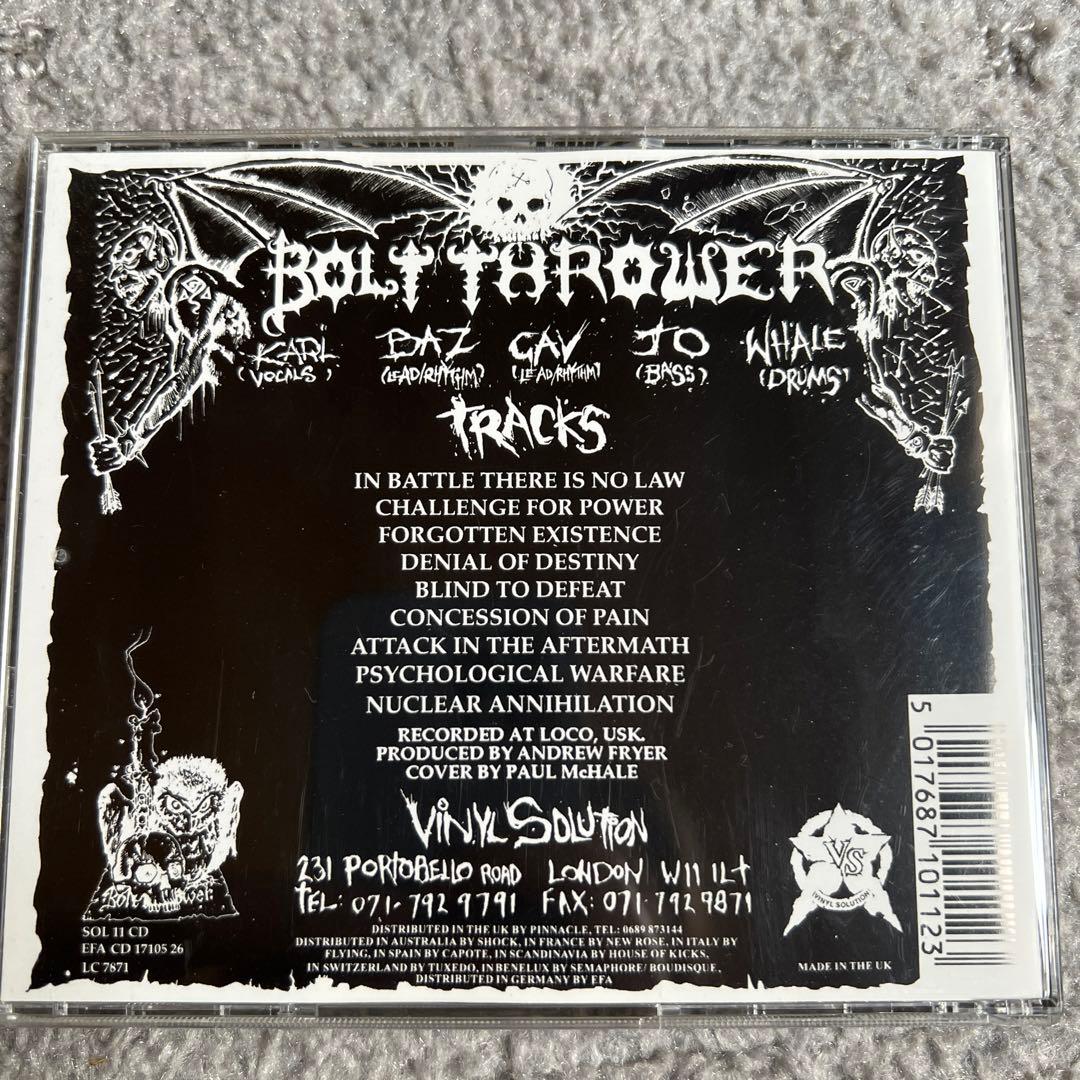 BOLT THROWER
KARL DAZ GAV JO WHALE
(VOCALS) (LEAD/RHYTHM) (LEAD/RHYTHM) (BASS) (DRUMS)
TRACKS
IN BATTLE THERE IS NO LAW
CHALLENGE FOR POWER
FORGOTTEN EXISTENCE
DENIAL OF DESTINY
BLIND TO DEFEAT
CONCESSION OF PAIN
ATTACK IN THE AFTERMATH
PSYCHOLOGICAL WARFARE
NUCLEAR ANNIHILATION
RECORDED AT LOCO, USK.
PRODUCED BY ANDREW FRYER
COVER BY PAUL McHALE
VINYL SOLUTION
231 PORTOBELLO ROAD LONDON W11 1LT
TEL: 071-792 9791 FAX: 071 792 9871
DISTRIBUTED IN THE UK BY PINNACLE, TEL: 0689 873144
DISTRIBUTED IN AUSTRALIA BY SHOCK, IN FRANCE BY NEW ROSE, IN ITALY BY
FLYING, IN SPAIN BY CAPOTE, IN SCANDINAVIA BY HOUSE OF KICKS,
IN SWITZERLAND BY TUXEDO, IN BENELUX BY SEMAPHORE/BOUDISQUE,
DISTRIBUTED IN GERMANY BY EFA
SOL 11 CD
EFA CD 17105 26
LC 7871
VS
VINYL SOLUTION
MADE IN THE UK
5 017687 101123